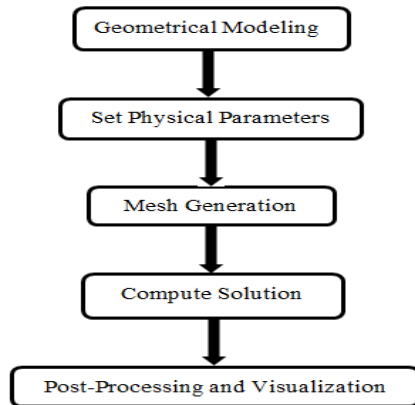 Geometrical Modeling
Set Physical Parameters
Mesh Generation
Compute Solution
Post-Processing and Visualization